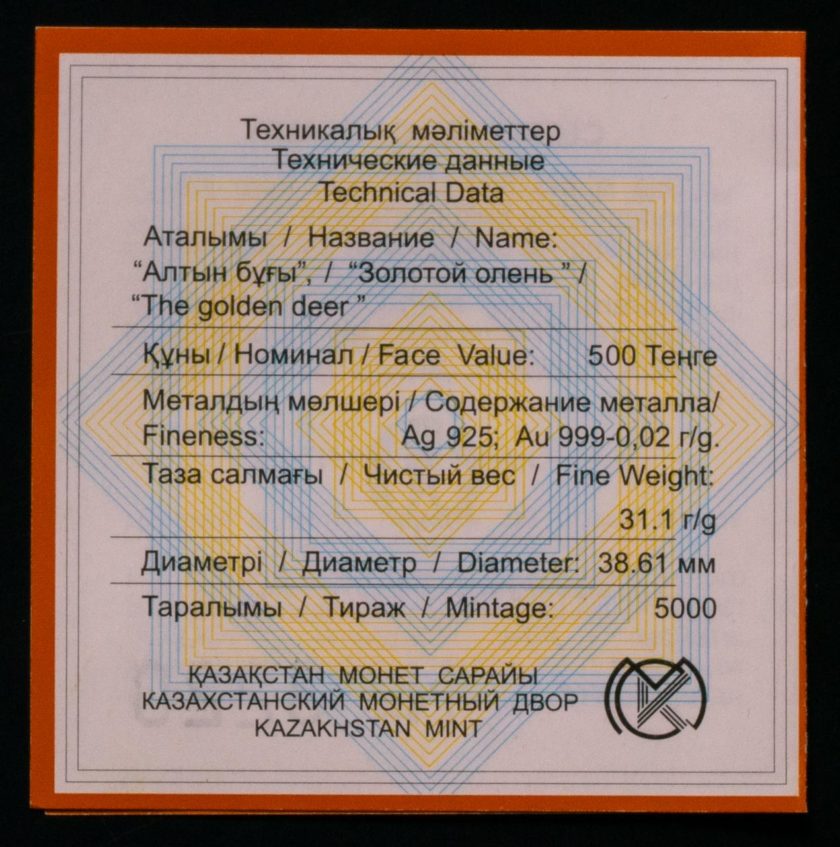 Техникалық мәліметтер
Технические данные
Technical Data
Аталымы / Название / Name:
“Алтын бұғы”, / “Золотой олень ” /
“The golden deer ”
Құны / Номинал / Face Value: 500 Теңге
Металдың мөлшері / Содержание металла/
Fineness: Ag 925; Au 999-0,02 г/g.
Таза салмағы / Чистый вес / Fine Weight:
31.1 г/g
Диаметрі / Диаметр / Diameter: 38.61 мм
Таралымы / Тираж / Mintage: 5000
ҚАЗАҚСТАН МОНЕТ САРАЙЫ
КАЗАХСТАНСКИЙ МОНЕТНЫЙ ДВОР
KAZAKHSTAN MINT